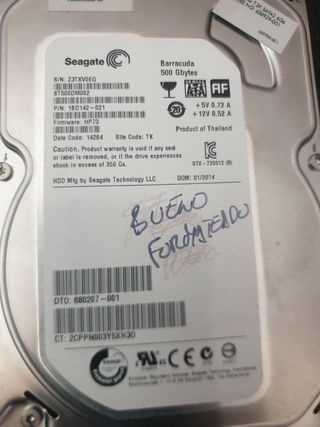 Seagate
Barracuda
500 Gbytes
S/N: Z3TXV0EQ
ST500DM002
P/N: 1BD142-021
Firmware: HP73
Date Code: 14284 Site Code: TK
SATA
AF
+5V 0.72 A
+12V 0.52 A
Product of Thailand
Caution: Product warranty is void if any seal
or label is removed, or if the drive experiences
shock in excess of 350 Gs.
HDD Mfg by Seagate Technology LLC
DOM: 01/2014
BUENO
FORMATEADO
DTO: 680207-001
CT: 2CPPN003Y5XH3O